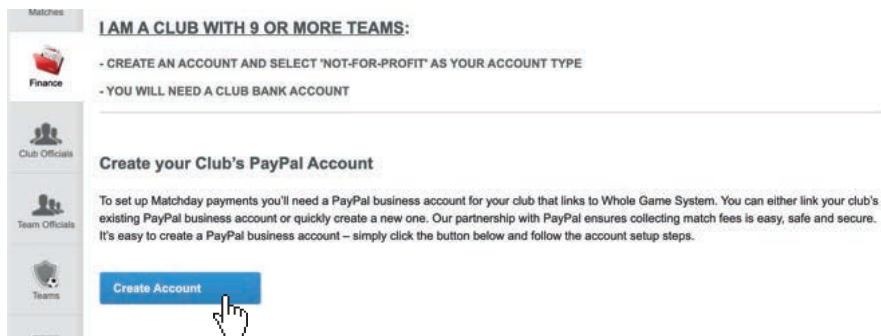 Matches
I AM A CLUB WITH 9 OR MORE TEAMS:
- CREATE AN ACCOUNT AND SELECT 'NOT-FOR-PROFIT' AS YOUR ACCOUNT TYPE
Finance
- YOU WILL NEED A CLUB BANK ACCOUNT
Club Officials
Create your Club's PayPal Account
To set up Matchday payments you'll need a PayPal business account for your club that links to Whole Game System. You can either link your club's
existing PayPal business account or quickly create a new one. Our partnership with PayPal ensures collecting match fees is easy, safe and secure.
Team Officials
It's easy to create a PayPal business account – simply click the button below and follow the account setup steps.
Teams
Create Account